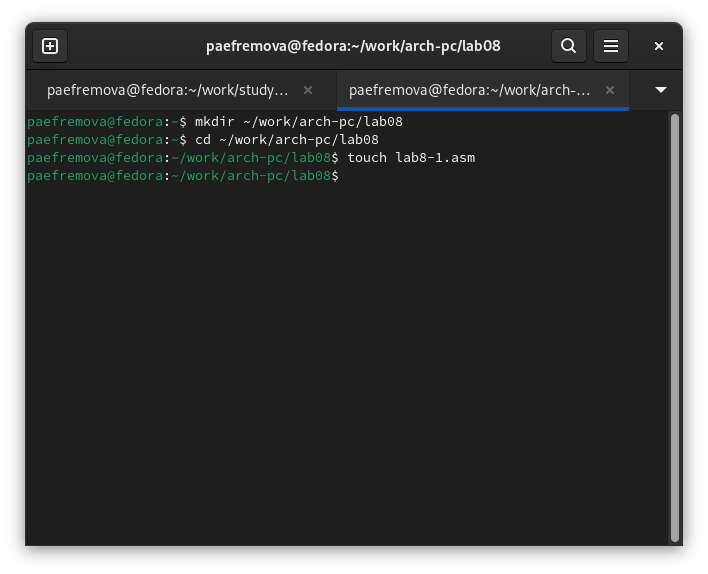 paefremova@fedora:~/work/arch-pc/lab08
paefremova@fedora:~/work/study…
paefremova@fedora:~/work/arch-…
paefremova@fedora:~$ mkdir ~/work/arch-pc/lab08
paefremova@fedora:~$ cd ~/work/arch-pc/lab08
paefremova@fedora:~/work/arch-pc/lab08$ touch lab8-1.asm
paefremova@fedora:~/work/arch-pc/lab08$